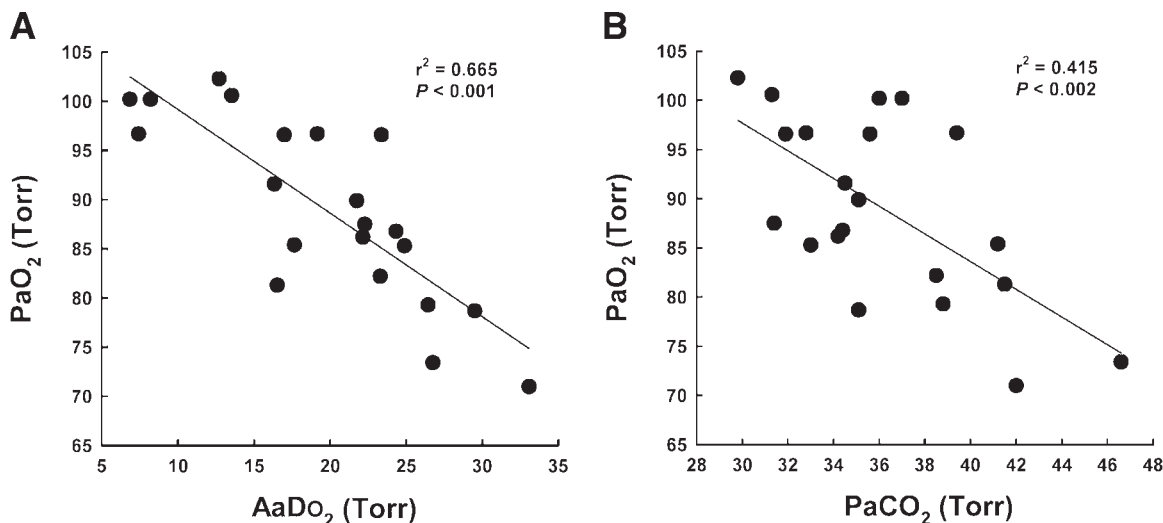 A
105
100
95
90
85
80
75
70
65
PaO2 (Torr)
r2 = 0.665
P < 0.001
5 10 15 20 25 30 35
AaDO2 (Torr)
B
105
100
95
90
85
80
75
70
65
PaO2 (Torr)
r2 = 0.415
P < 0.002
28 30 32 34 36 38 40 42 44 46 48
PaCO2 (Torr)